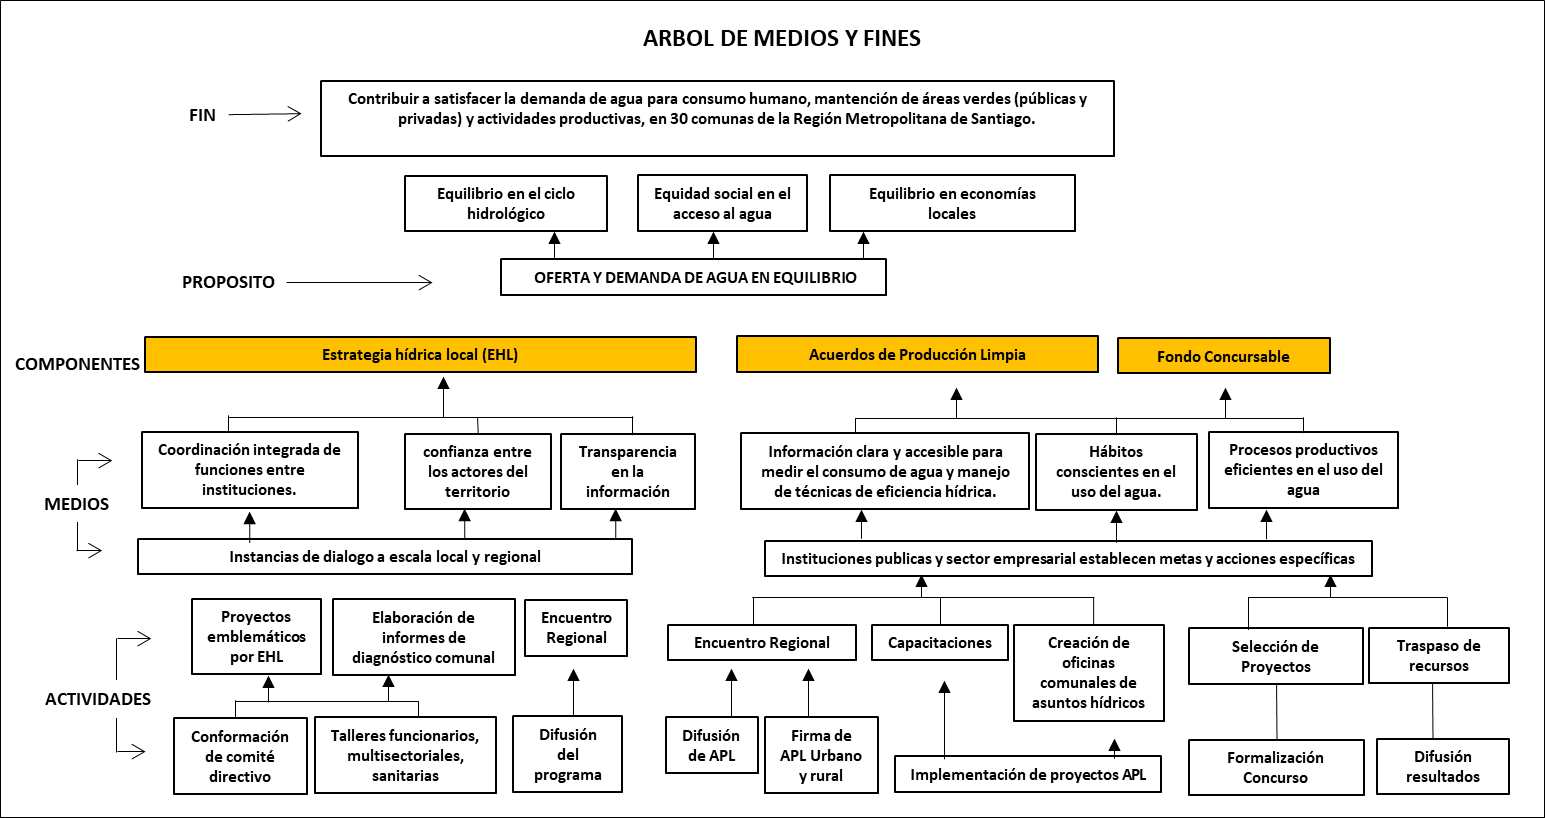 ARBOL DE MEDIOS Y FINES
FIN
Contribuir a satisfacer la demanda de agua para consumo humano, mantención de áreas verdes (públicas y
privadas) y actividades productivas, en 30 comunas de la Región Metropolitana de Santiago.
Equilibrio en el ciclo
hidrológico
Equidad social en el
acceso al agua
Equilibrio en economías
locales
PROPOSITO
OFERTA Y DEMANDA DE AGUA EN EQUILIBRIO
COMPONENTES
Estrategia hídrica local (EHL)
Acuerdos de Producción Limpia
Fondo Concursable
MEDIOS
Coordinación integrada de
funciones entre
instituciones.
confianza entre
los actores del
territorio
Transparencia
en la
información
Información clara y accesible para
medir el consumo de agua y manejo
de técnicas de eficiencia hídrica.
Hábitos
conscientes en el
uso del agua.
Procesos productivos
eficientes en el uso del
agua
Instancias de dialogo a escala local y regional
Instituciones publicas y sector empresarial establecen metas y acciones específicas
ACTIVIDADES
Proyectos
emblemáticos
por EHL
Elaboración de
informes de
diagnóstico comunal
Encuentro
Regional
Encuentro Regional
Capacitaciones
Creación de
oficinas
comunales de
asuntos hídricos
Selección de
Proyectos
Traspaso de
recursos
Conformación
de comité
directivo
Talleres funcionarios,
multisectoriales,
sanitarias
Difusión
del
programa
Difusión
de APL
Firma de
APL Urbano
y rural
Implementación de proyectos APL
Formalización
Concurso
Difusión
resultados